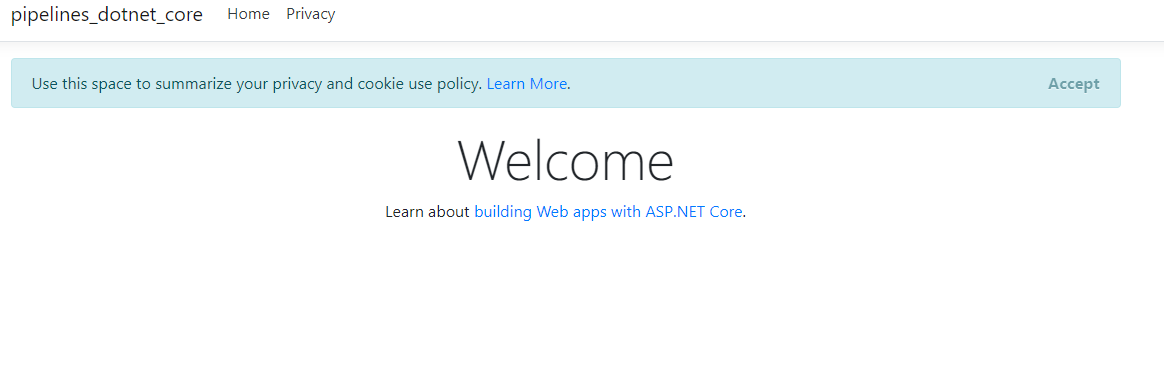 pipelines_dotnet_core Home Privacy
Use this space to summarize your privacy and cookie use policy. Learn More. Accept
Welcome
Learn about building Web apps with ASP.NET Core.